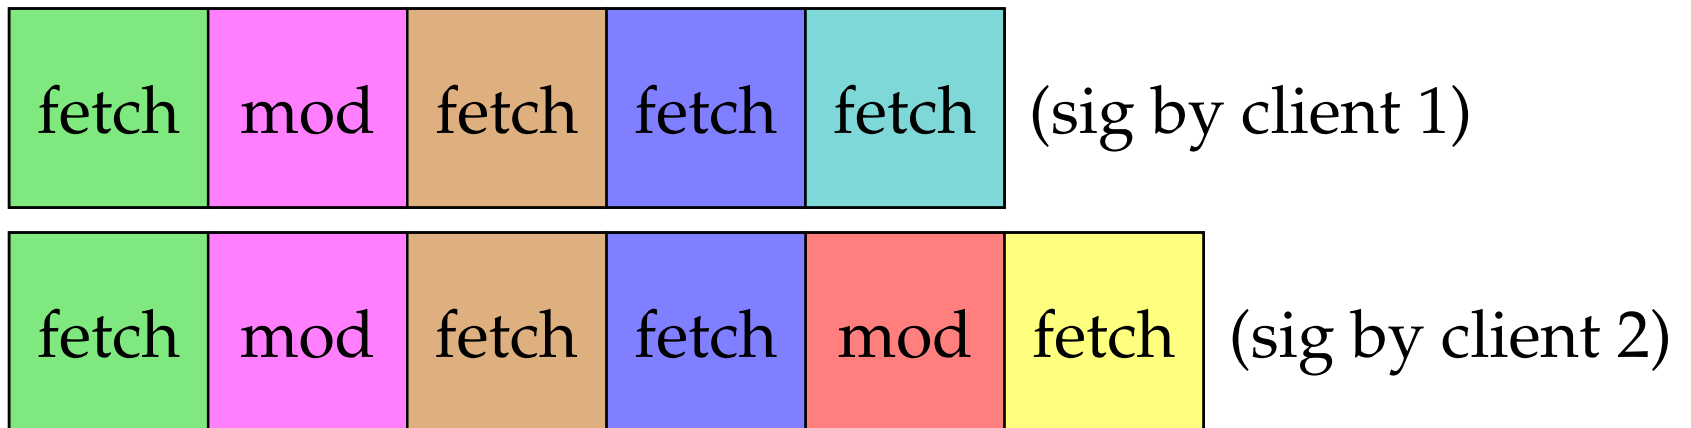 fetch mod fetch fetch fetch (sig by client 1)
fetch mod fetch fetch mod fetch (sig by client 2)